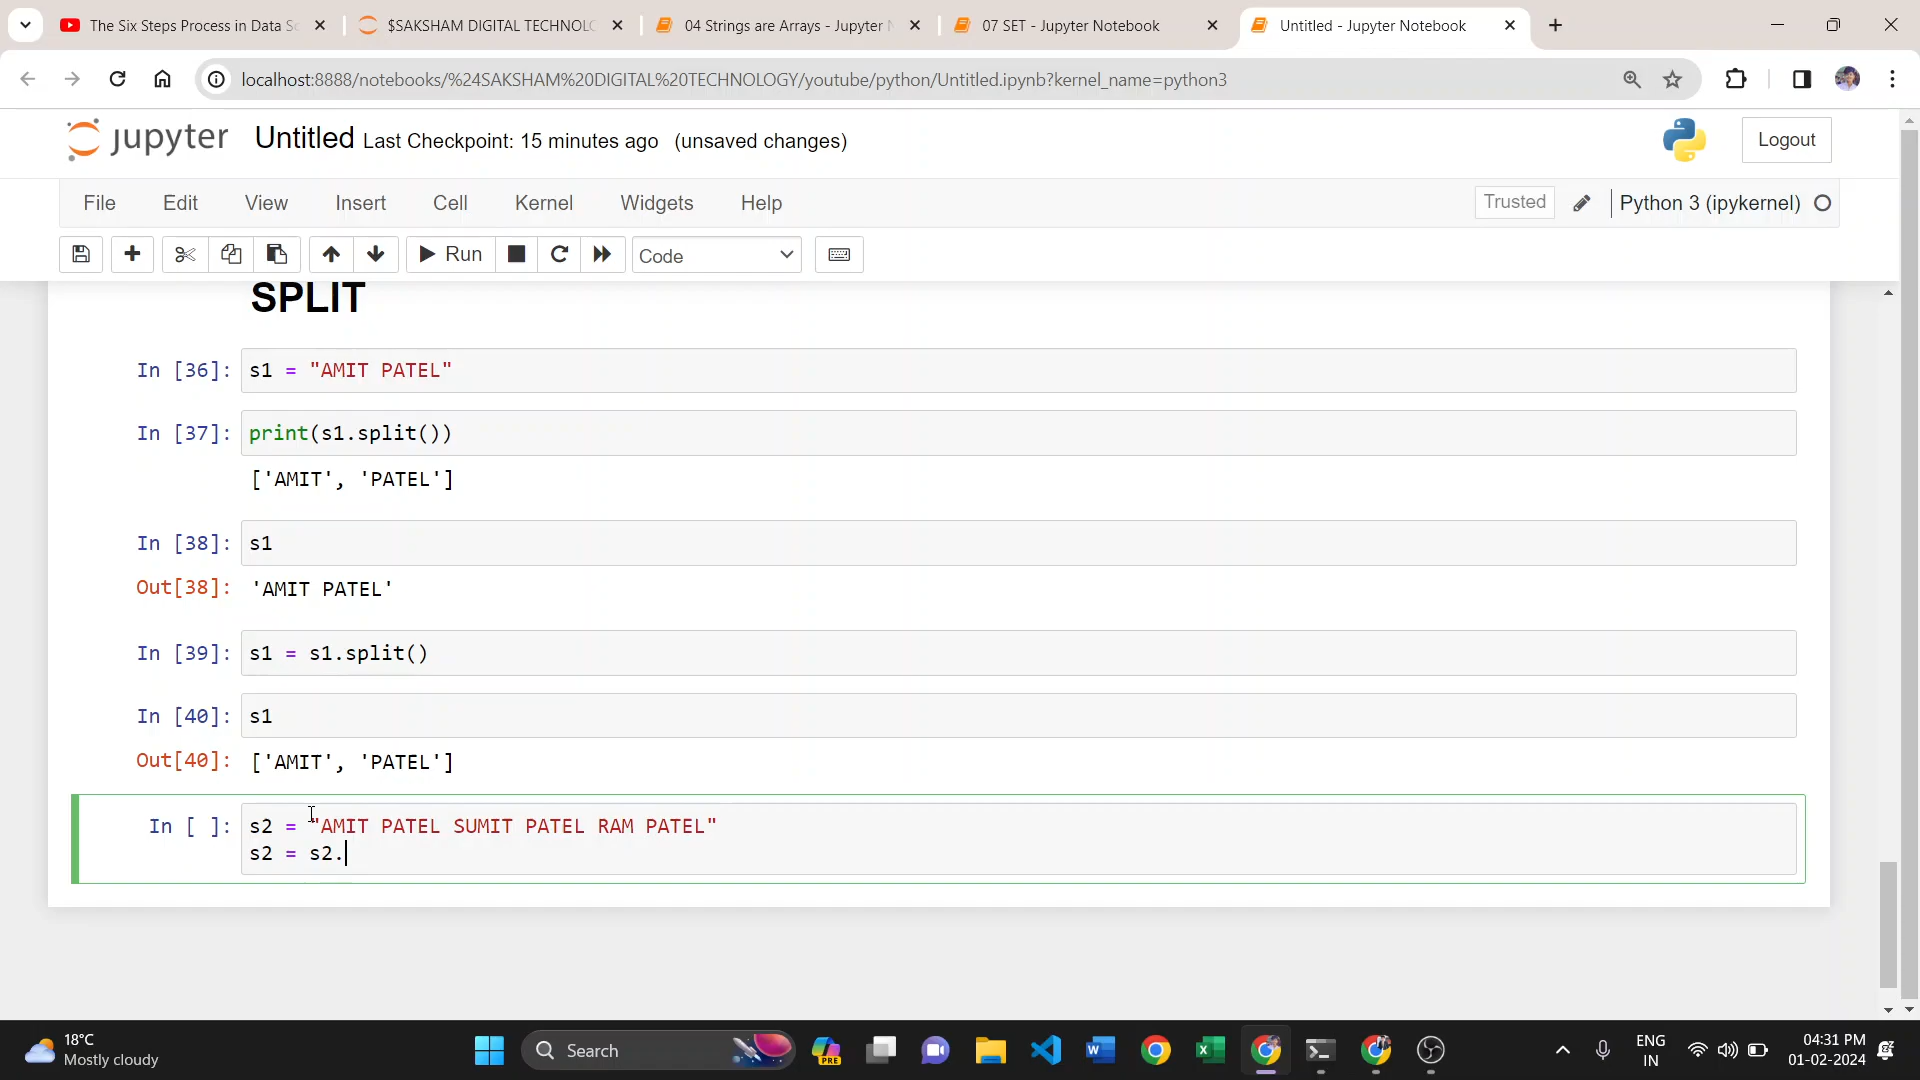 The Six Steps Process in Data Sc
$SAKSHAM DIGITAL TECHNOLO
04 Strings are Arrays - Jupyter N
07 SET - Jupyter Notebook
Untitled - Jupyter Notebook
localhost:8888/notebooks/%24SAKSHAM%20DIGITAL%20TECHNOLOGY/youtube/python/Untitled.ipynb?kernel_name=python3
jupyter Untitled Last Checkpoint: 15 minutes ago (unsaved changes)
Logout
File Edit View Insert Cell Kernel Widgets Help
Trusted Python 3 (ipykernel)
Run Code
SPLIT
In [36]: s1 = "AMIT PATEL"
In [37]: print(s1.split())
['AMIT', 'PATEL']
In [38]: s1
Out[38]: 'AMIT PATEL'
In [39]: s1 = s1.split()
In [40]: s1
Out[40]: ['AMIT', 'PATEL']
In [ ]: s2 = "AMIT PATEL SUMIT PATEL RAM PATEL"
s2 = s2.
18°C
Mostly cloudy
Search
PRE
ENG
IN
04:31 PM
01-02-2024